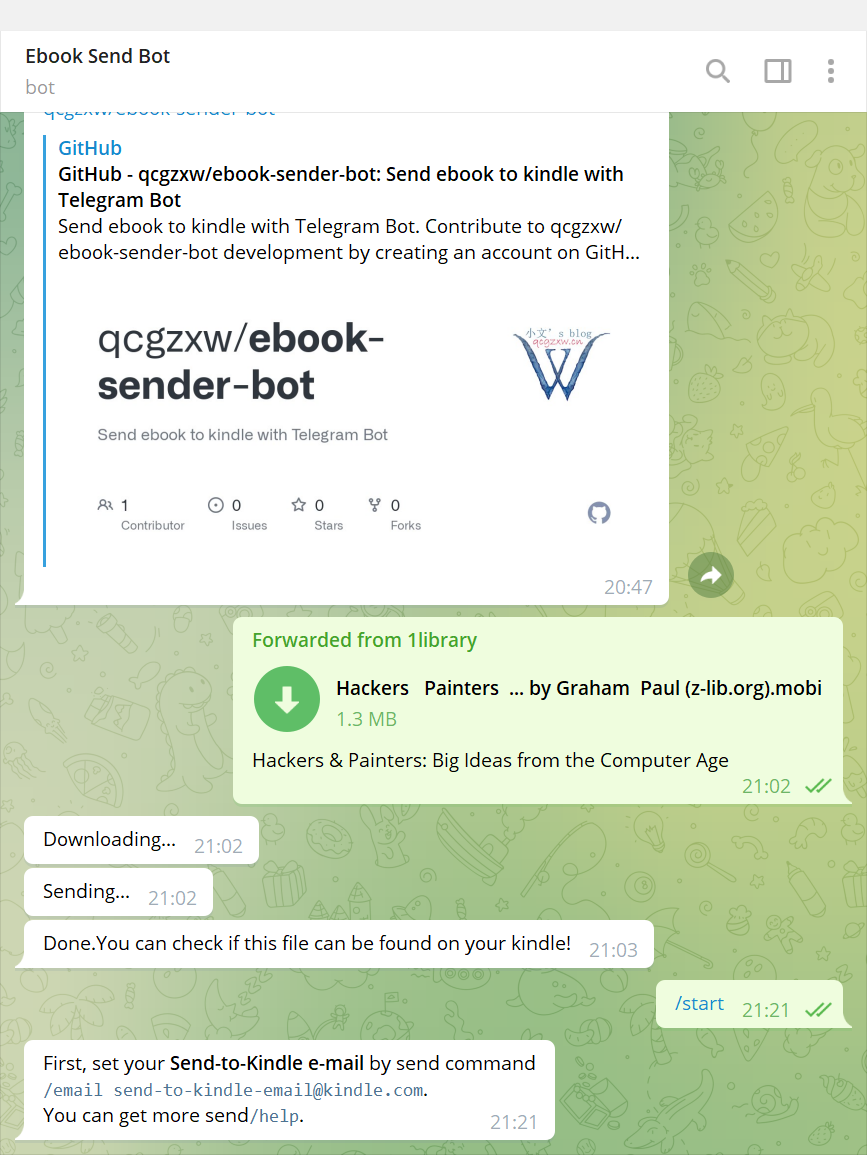 Ebook Send Bot
bot
qcgzxw/ebook-sender-bot
GitHub
GitHub - qcgzxw/ebook-sender-bot: Send ebook to kindle with
Telegram Bot
Send ebook to kindle with Telegram Bot. Contribute to qcgzxw/
ebook-sender-bot development by creating an account on GitH...
qcgzxw/ebook-
sender-bot
小文’s blog
qcgzxw.cn
Send ebook to kindle with Telegram Bot
1
Contributor
0
Issues
0
Stars
0
Forks
20:47
Forwarded from 1library
Hackers Painters ... by Graham Paul (z-lib.org).mobi
1.3 MB
Hackers & Painters: Big Ideas from the Computer Age
21:02
Downloading... 21:02
Sending... 21:02
Done.You can check if this file can be found on your kindle! 21:03
/start 21:21
First, set your Send-to-Kindle e-mail by send command
/email send-to-kindle-email@kindle.com.
You can get more send/help.
21:21